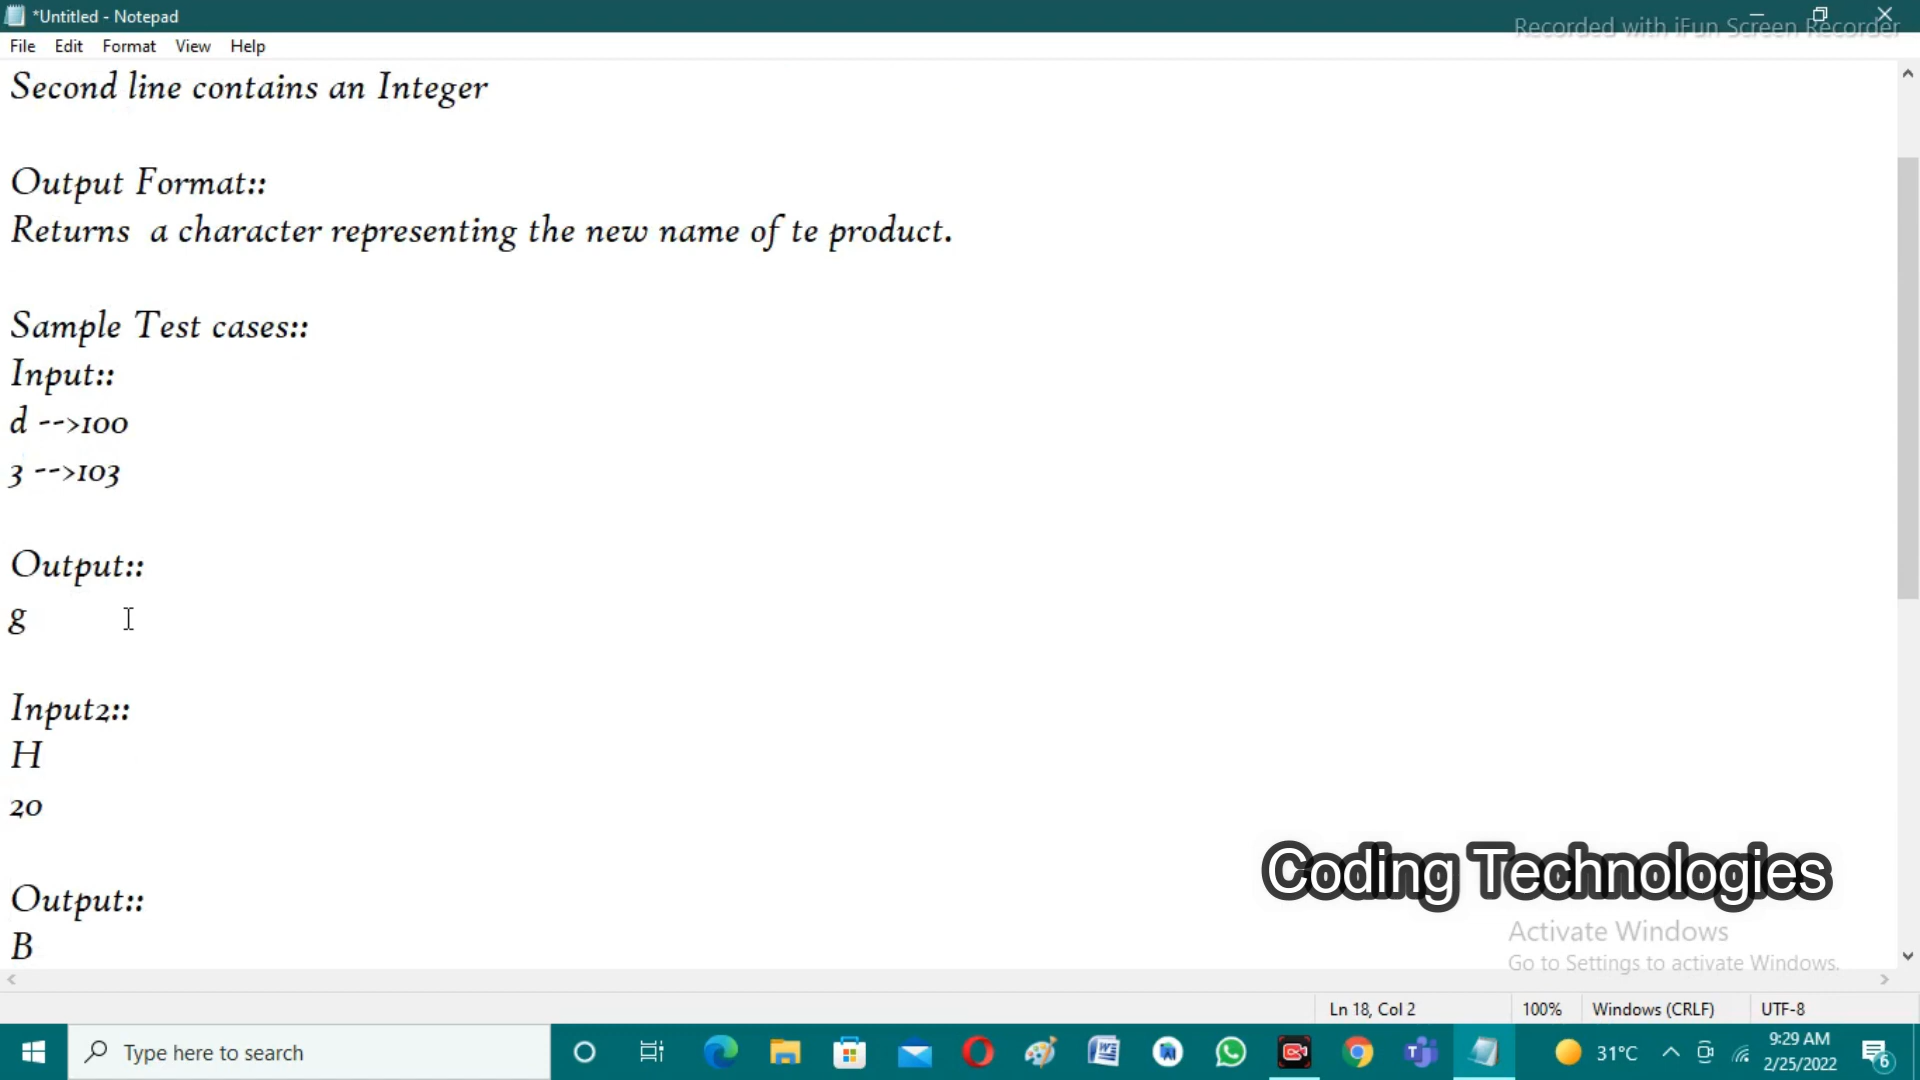 *Untitled - Notepad
Recorded with iFun Screen Recorder
File Edit Format View Help
Second line contains an Integer
Output Format::
Returns  a character representing the new name of te product.
Sample Test cases::
Input::
d -->100
3 -->103
Output::
g
Input2::
H
20
Output::
B
Coding Technologies
Activate Windows
Go to Settings to activate Windows.
Ln 18, Col 2 100% Windows (CRLF) UTF-8
Type here to search
31°C
9:29 AM
2/25/2022
6